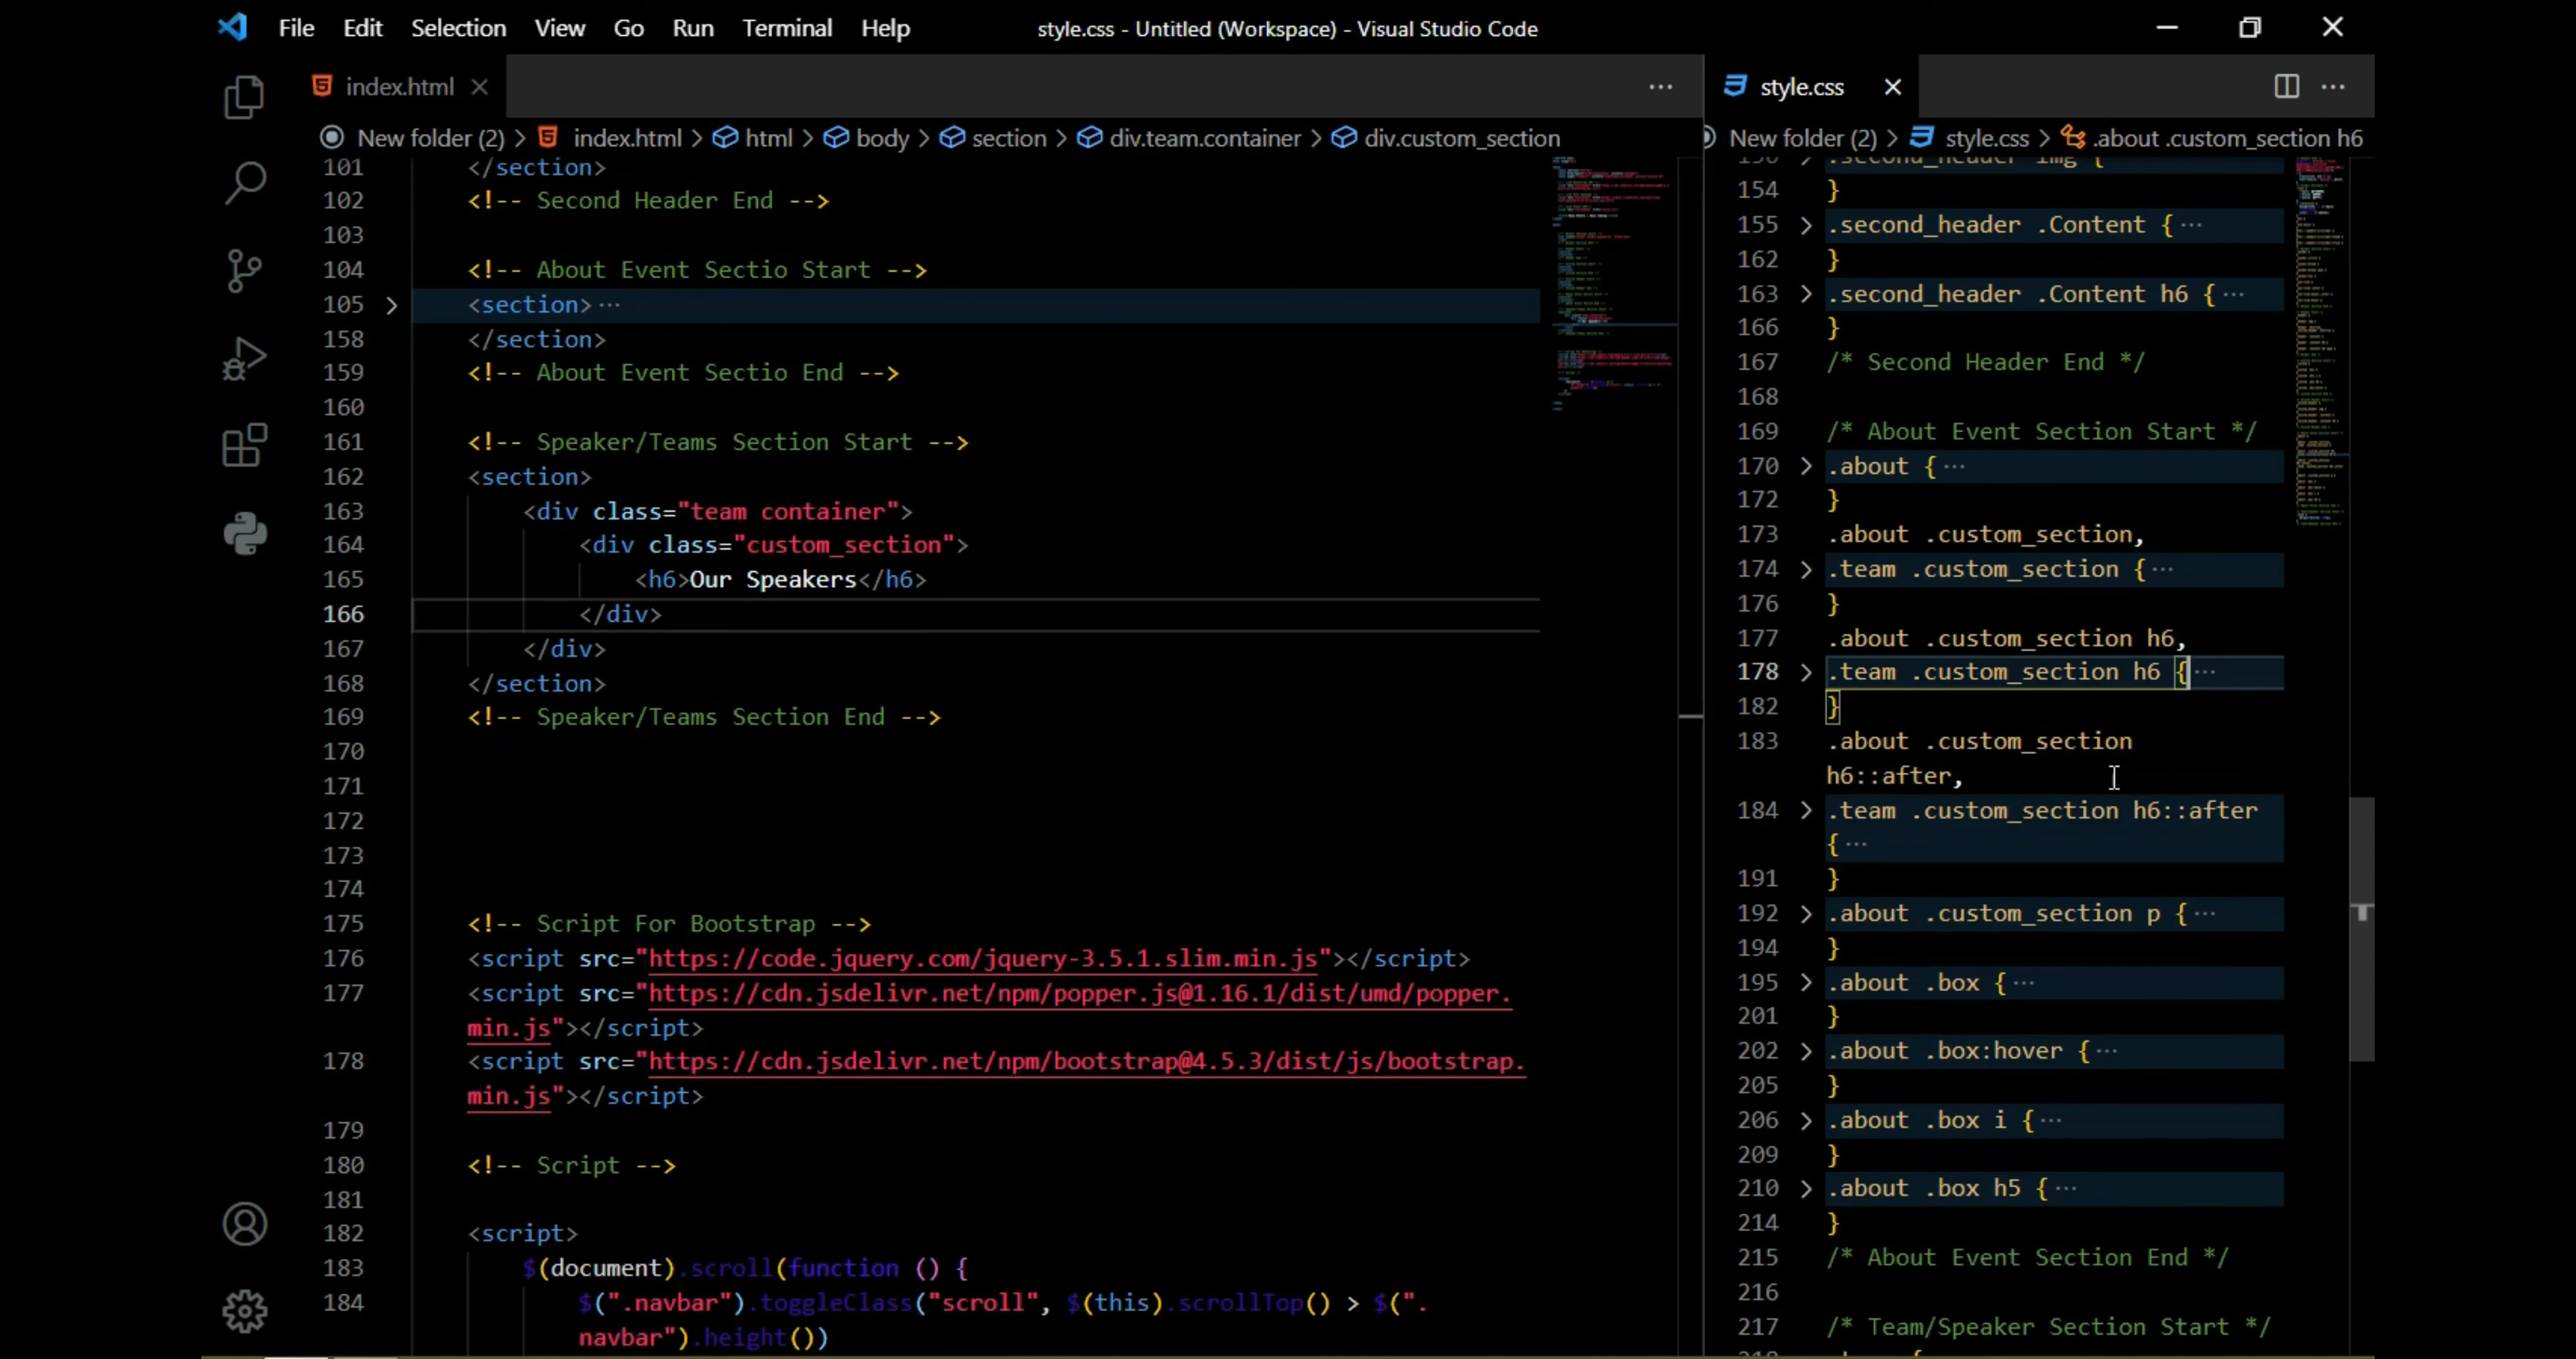 File Edit Selection View Go Run Terminal Help
style.css - Untitled (Workspace) - Visual Studio Code
index.html
New folder (2) > index.html > html > body > section > div.team.container > div.custom_section
101 </section>
102 <!-- Second Header End -->
103
104 <!-- About Event Sectio Start -->
105 <section>···
158 </section>
159 <!-- About Event Sectio End -->
160
161 <!-- Speaker/Teams Section Start -->
162 <section>
163 <div class="team container">
164 <div class="custom_section">
165 <h6>Our Speakers</h6>
166 </div>
167 </div>
168 </section>
169 <!-- Speaker/Teams Section End -->
170
171
172
173
174
175 <!-- Script For Bootstrap -->
176 <script src="https://code.jquery.com/jquery-3.5.1.slim.min.js"></script>
177 <script src="https://cdn.jsdelivr.net/npm/popper.js@1.16.1/dist/umd/popper.
min.js"></script>
178 <script src="https://cdn.jsdelivr.net/npm/bootstrap@4.5.3/dist/js/bootstrap.
min.js"></script>
179
180 <!-- Script -->
181
182 <script>
183 $(document).scroll(function () {
184 $(".navbar").toggleClass("scroll", $(this).scrollTop() > $(".
navbar").height())
style.css
New folder (2) > style.css > .about .custom_section h6
.second_header img {
154 }
155 .second_header .Content {···
162 }
163 .second_header .Content h6 {···
166 }
167 /* Second Header End */
168
169 /* About Event Section Start */
170 .about {···
172 }
173 .about .custom_section,
174 .team .custom_section {···
176 }
177 .about .custom_section h6,
178 .team .custom_section h6 {···
182 }
183 .about .custom_section
h6::after,
184 .team .custom_section h6::after
{···
191 }
192 .about .custom_section p {···
194 }
195 .about .box {···
201 }
202 .about .box:hover {···
205 }
206 .about .box i {···
209 }
210 .about .box h5 {···
214 }
215 /* About Event Section End */
216
217 /* Team/Speaker Section Start */